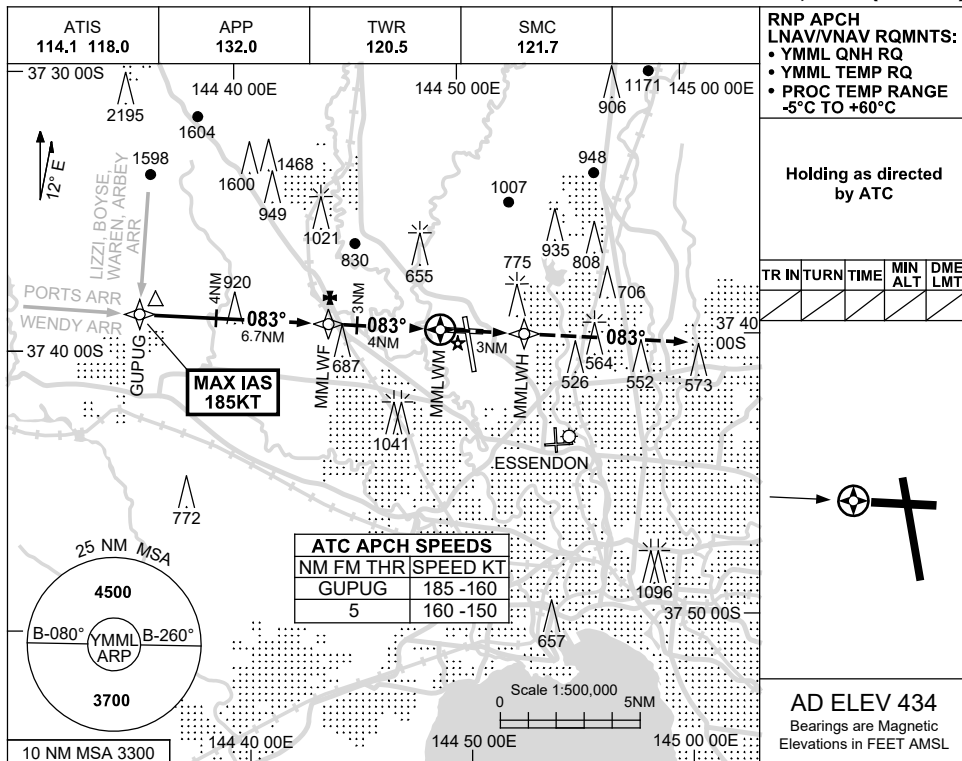 ATIS
114.1 118.0
APP
132.0
TWR
120.5
SMC
121.7
RNP APCH
LNAV/VNAV RQMNTS:
• YMML QNH RQ
• YMML TEMP RQ
• PROC TEMP RANGE
-5°C TO +60°C
Holding as directed
by ATC
TR IN
TURN
TIME
MIN
ALT
DME
LMT
37 30 00S
144 40 00E
144 50 00E
145 00 00E
2195
1604
1598
1600
1468
949
1021
830
655
1007
948
906
1171
935
808
775
706
12° E
LIZZI, BOYSE,
WAREN, ARBEY
ARR
PORTS ARR
WENDY ARR
GUPUG
4NM
920
083°
6.7NM
MMLWF
3NM
083°
4NM
687
MMLWM
3NM
MMLWH
083°
526
564
552
573
37 40
00S
37 40 00S
MAX IAS
185KT
1041
ESSENDON
772
1096
657
37 50 00S
ATC APCH SPEEDS
NM FM THR
SPEED KT
GUPUG
185 -160
5
160 -150
25 NM MSA
4500
B-080°
YMML
ARP
B-260°
3700
10 NM MSA 3300
Scale 1:500,000
0
5NM
144 40 00E
144 50 00E
145 00 00E
AD ELEV 434
Bearings are Magnetic
Elevations in FEET AMSL